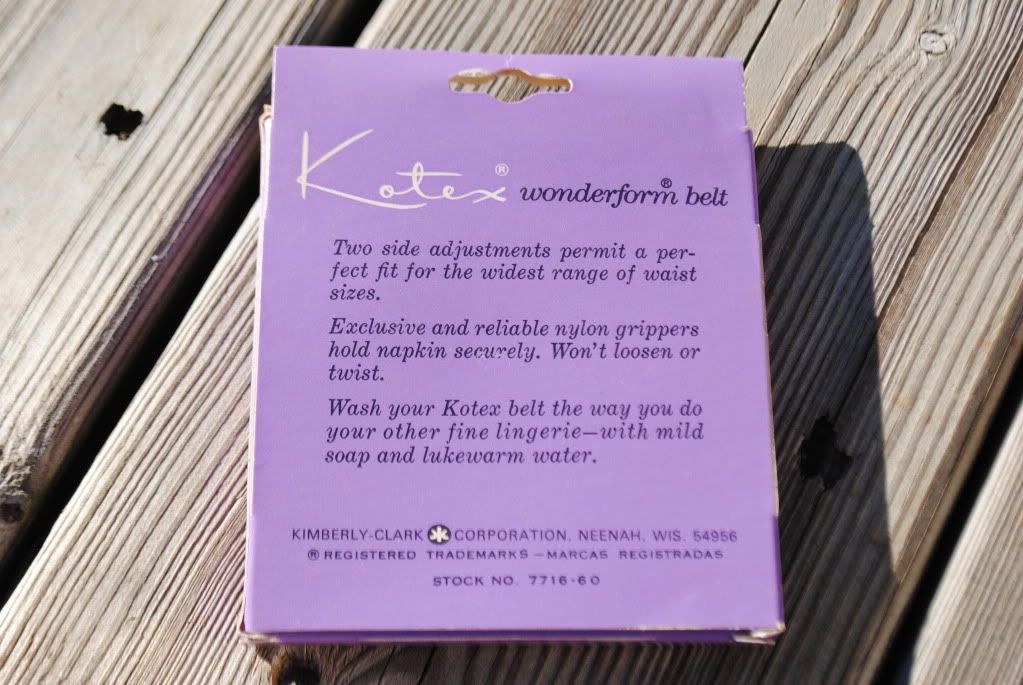 Kotex® wonderform® belt
Two side adjustments permit a per-
fect fit for the widest range of waist
sizes.
Exclusive and reliable nylon grippers
hold napkin securely. Won't loosen or
twist.
Wash your Kotex belt the way you do
your other fine lingerie—with mild
soap and lukewarm water.
KIMBERLY-CLARK CORPORATION, NEENAH, WIS. 54956
® REGISTERED TRADEMARKS — MARCAS REGISTRADAS
STOCK NO. 7716-60